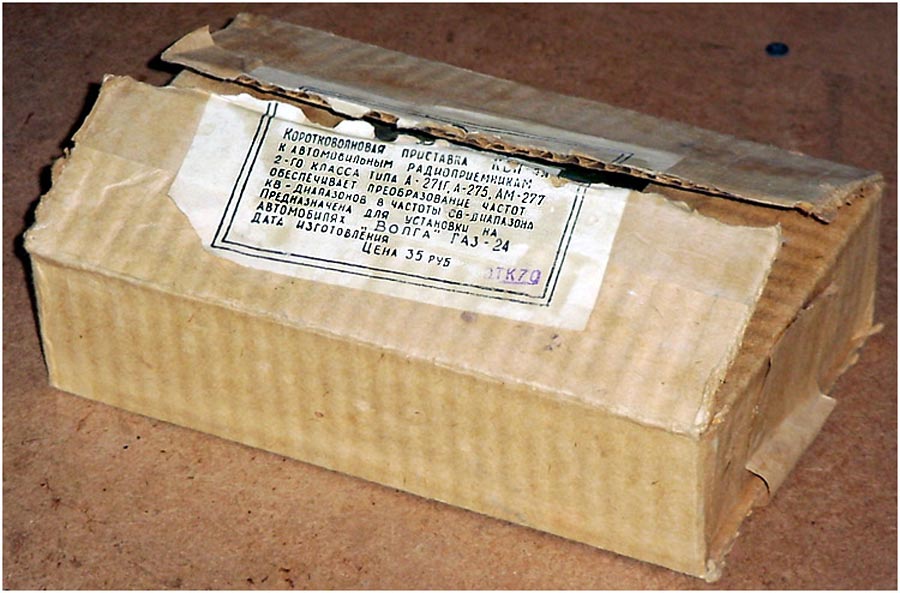 Коротковолновая приставка
к автомобильным радиоприемникам
2-го класса типа А-271г, А-275, АМ-277
обеспечивает преобразование частот
КВ-диапазонов в частоты СВ-диапазона
Предназначена для установки на
автомобилях „Волга" ГАЗ-24
Дата изготовления
Цена 35 руб
ОТК70